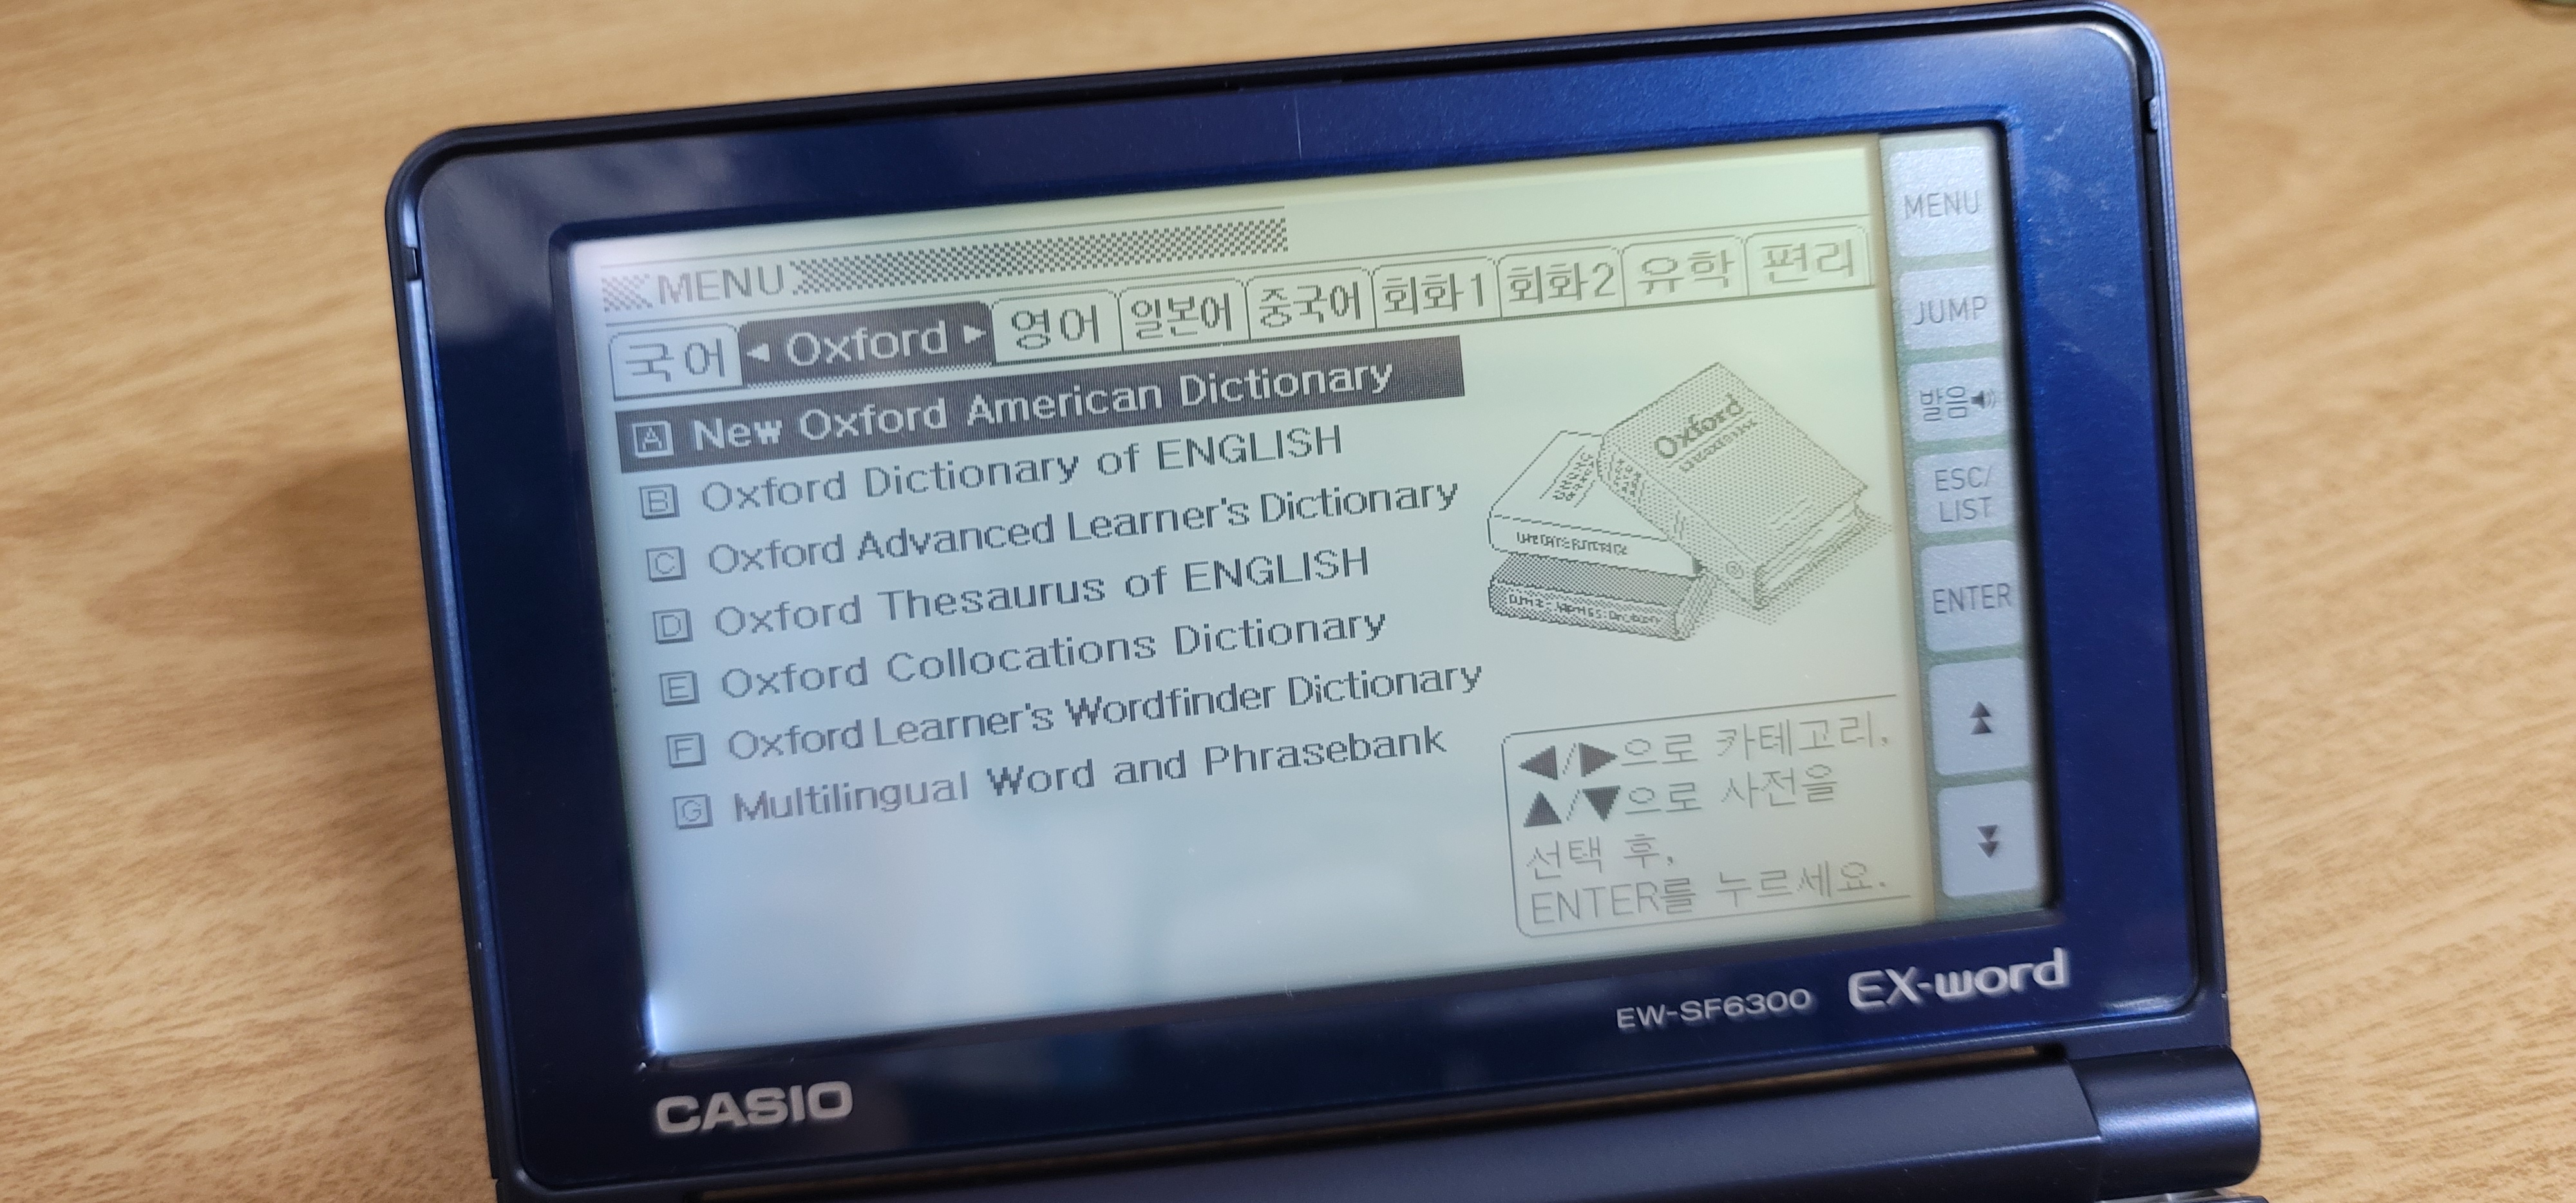 MENU
국어 ◀ Oxford ▶ 영어 일본어 중국어 회화1 회화2 유학 편리
A New Oxford American Dictionary
B Oxford Dictionary of ENGLISH
C Oxford Advanced Learner's Dictionary
D Oxford Thesaurus of ENGLISH
E Oxford Collocations Dictionary
F Oxford Learner's Wordfinder Dictionary
G Multilingual Word and Phrasebank
Oxford
◀/▶으로 카테고리,
▲/▼으로 사전을
선택 후,
ENTER를 누르세요.
MENU
JUMP
발음
ESC/
LIST
ENTER
EW-SF6300 EX-word
CASIO